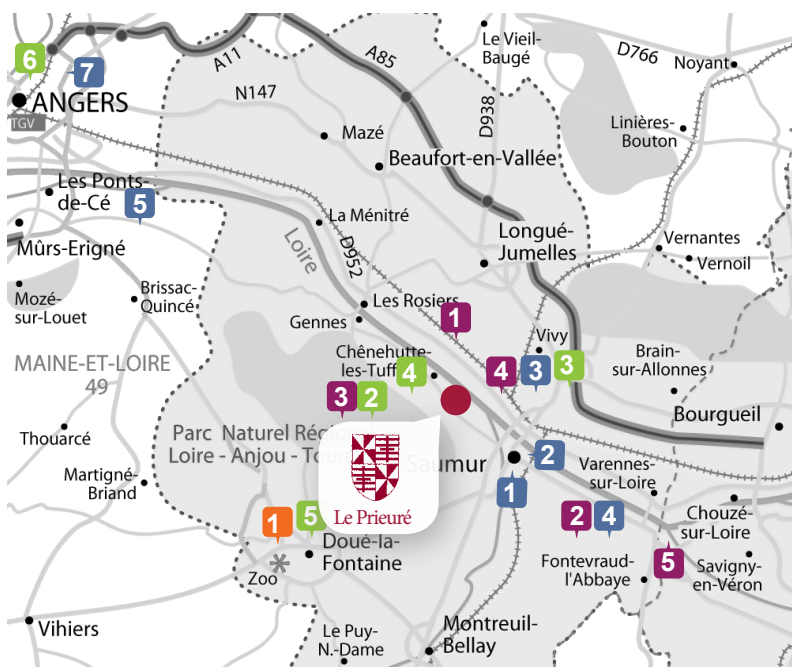 Le Vieil-
Baugé
D766
Noyant
6
A11
A85
7
ANGERS
TGV
N147
D938
Mazé
Linières-
Bouton
Beaufort-en-Vallée
Les Ponts-
de-Cé
5
La Ménitré
Loire
D952
Longué-
Jumelles
Vernantes
Vernoil
Mûrs-Erigné
Mozé-
sur-Louet
Brissac-
Quincé
Les Rosiers
Gennes
1
Vivy
Chênehutte-
les-Tuff
4
4
3
3
Brain-
sur-Allonnes
MAINE-ET-LOIRE
49
3
2
Bourgueil
Thouarcé
Parc Naturel Régional
Loire - Anjou - Tou
Saumur
2
1
Varennes-
sur-Loire
Martigné-
Briand
Le Prieuré
1
5
2
4
Chouzé-
sur-Loire
Doué-la-
Fontaine
Zoo
Fontevraud-
l'Abbaye
5
Savigny-
en-Véron
Vihiers
Le Puy-
N.-Dame
Montreuil-
Bellay